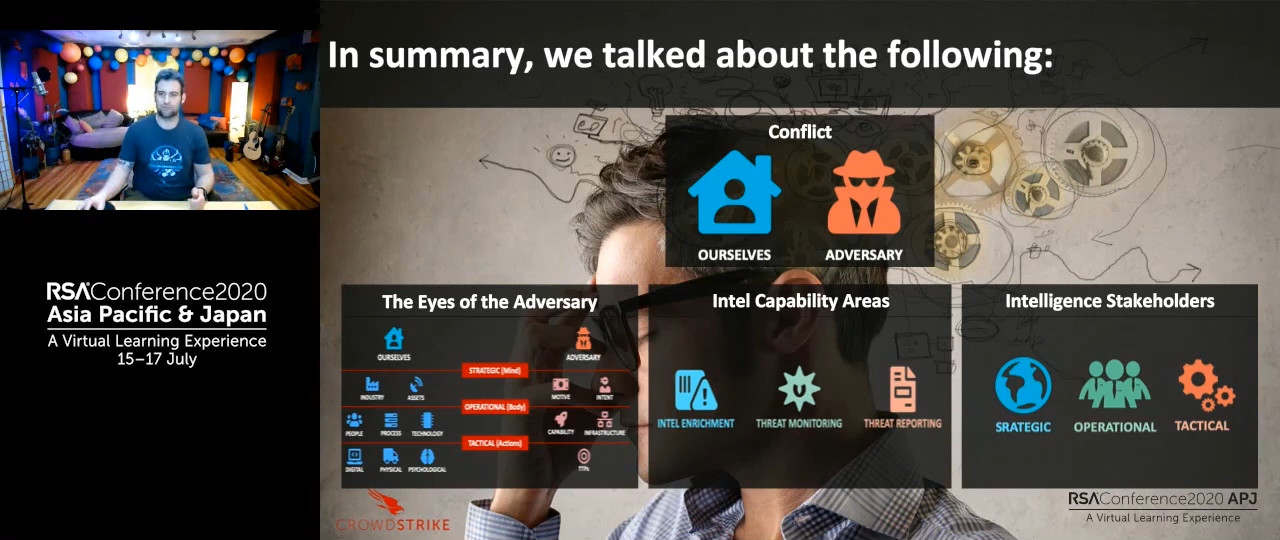 In summary, we talked about the following:
Conflict
OURSELVES ADVERSARY
RSAConference2020
Asia Pacific & Japan
A Virtual Learning Experience
15–17 July
The Eyes of the Adversary
OURSELVES ADVERSARY
STRATEGIC (Mind)
INDUSTRY ASSETS MOTIVE INTENT
OPERATIONAL (Body)
PEOPLE PROCESS TECHNOLOGY CAPABILITY INFRASTRUCTURE
TACTICAL (Actions)
DIGITAL PHYSICAL PSYCHOLOGICAL TTPs
Intel Capability Areas
INTEL ENRICHMENT THREAT MONITORING THREAT REPORTING
Intelligence Stakeholders
SRATEGIC OPERATIONAL TACTICAL
CROWDSTRIKE
RSAConference2020 APJ
A Virtual Learning Experience